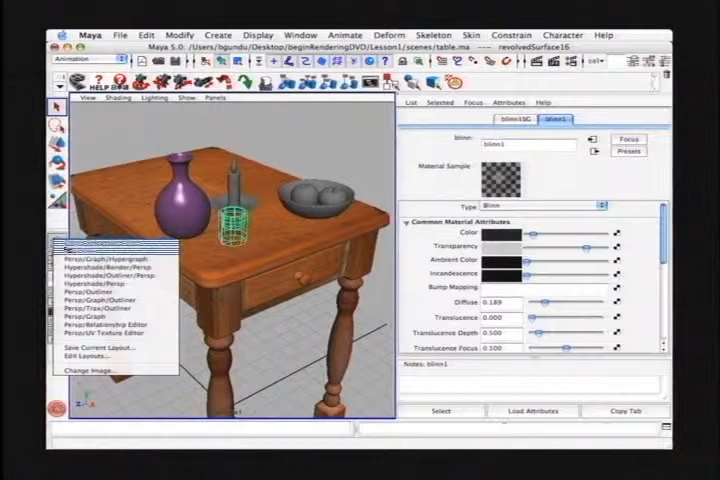 Maya File Edit Modify Create Display Window Animate Deform Skeleton Skin Constrain Character Help
Maya 5.0: /Users/bgundu/Desktop/beginRenderingDVD/Lesson1/scenes/table.ma --- revolvedSurface16
Animation
sel
HELP
View Shading Lighting Show Panels
List Selected Focus Attributes Help
blinn1SG blinn1
blinn: blinn1
Focus
Presets
Material Sample
Type Blinn
Common Material Attributes
Color
Transparency
Ambient Color
Incandescence
Bump Mapping
Diffuse 0.189
Translucence 0.000
Translucence Depth 0.500
Translucence Focus 0.500
Notes: blinn1
Select Load Attributes Copy Tab
Persp/Graph/Hypergraph
Hypershade/Render/Persp
Hypershade/Outliner/Persp
Hypershade/Persp
Persp/Outliner
Persp/Graph/Outliner
Persp/Trax/Outliner
Persp/Graph
Persp/Relationship Editor
Persp/UV Texture Editor
Save Current Layout...
Edit Layouts...
Change Image...